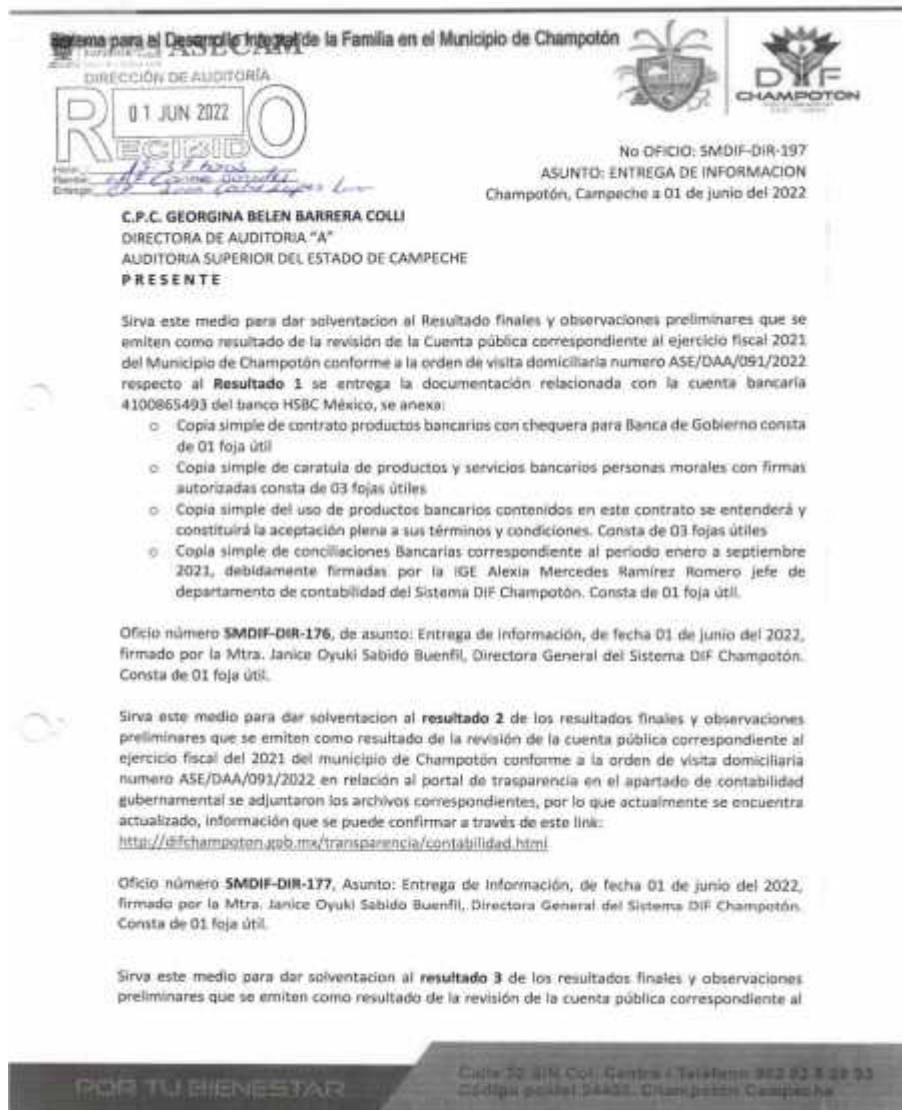 Sistema para el Desarrollo Integral de la Familia en el Municipio de Champotón
ASECAM
DIRECCIÓN DE AUDITORÍA
RECIBIDO
01 JUN 2022
DIF
CHAMPOTON
No OFICIO: SMDIF-DIR-197
ASUNTO: ENTREGA DE INFORMACION
Champotón, Campeche a 01 de junio del 2022
C.P.C. GEORGINA BELEN BARRERA COLLI
DIRECTORA DE AUDITORIA "A"
AUDITORIA SUPERIOR DEL ESTADO DE CAMPECHE
P R E S E N T E
Sirva este medio para dar solventacion al Resultado finales y observaciones preliminares que se
emiten como resultado de la revisión de la Cuenta pública correspondiente al ejercicio fiscal 2021
del Municipio de Champotón conforme a la orden de visita domiciliaria numero ASE/DAA/091/2022
respecto al Resultado 1 se entrega la documentación relacionada con la cuenta bancaria
4100865493 del banco HSBC México, se anexa:
o Copia simple de contrato productos bancarios con chequera para Banca de Gobierno consta
de 01 foja útil
o Copia simple de caratula de productos y servicios bancarios personas morales con firmas
autorizadas consta de 03 fojas útiles
o Copia simple del uso de productos bancarios contenidos en este contrato se entenderá y
constituirá la aceptación plena a sus términos y condiciones. Consta de 03 fojas útiles
o Copia simple de conciliaciones Bancarias correspondiente al periodo enero a septiembre
2021, debidamente firmadas por la IGE Alexia Mercedes Ramírez Romero jefe de
departamento de contabilidad del Sistema DIF Champotón. Consta de 01 foja útil.
Oficio número SMDIF-DIR-176, de asunto: Entrega de Información, de fecha 01 de junio del 2022,
firmado por la Mtra. Janice Oyuki Sabido Buenfil, Directora General del Sistema DIF Champotón.
Consta de 01 foja útil.
Sirva este medio para dar solventacion al resultado 2 de los resultados finales y observaciones
preliminares que se emiten como resultado de la revisión de la cuenta pública correspondiente al
ejercicio fiscal del 2021 del municipio de Champotón conforme a la orden de visita domiciliaria
numero ASE/DAA/091/2022 en relación al portal de trasparencia en el apartado de contabilidad
gubernamental se adjuntaron los archivos correspondientes, por lo que actualmente se encuentra
actualizado, información que se puede confirmar a través de este link:
http://difchampoton.gob.mx/transparencia/contabilidad.html
Oficio número SMDIF-DIR-177, Asunto: Entrega de Información, de fecha 01 de junio del 2022,
firmado por la Mtra. Janice Oyuki Sabido Buenfil, Directora General del Sistema DIF Champotón.
Consta de 01 foja útil.
Sirva este medio para dar solventacion al resultado 3 de los resultados finales y observaciones
preliminares que se emiten como resultado de la revisión de la cuenta pública correspondiente al
POR TU BIENESTAR
Calle 32 S/N Col. Centro / Teléfono 982 82 8
Código postal Champotón Campeche